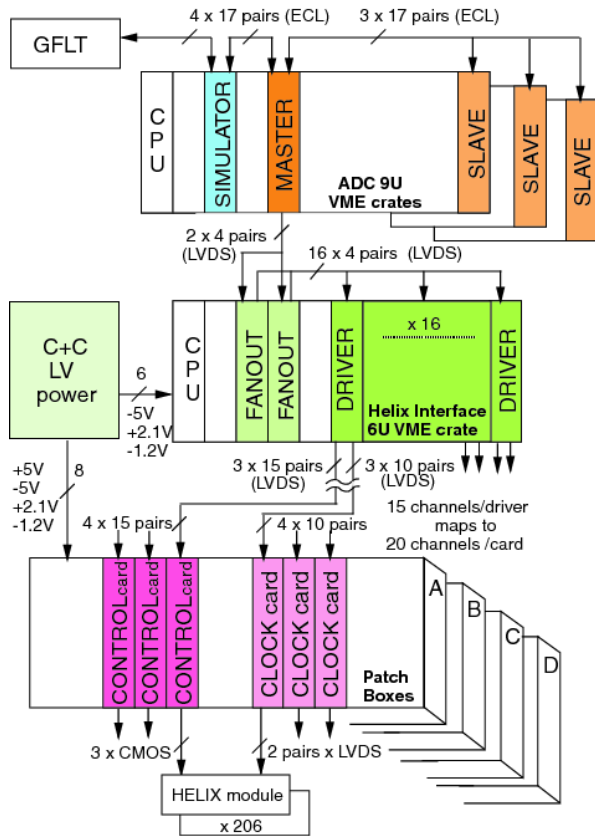 4 x 17 pairs (ECL)
3 x 17 pairs (ECL)
GFLT
CPU
SIMULATOR
MASTER
SLAVE
SLAVE
SLAVE
ADC 9U
VME crates
2 x 4 pairs
(LVDS)
16 x 4 pairs (LVDS)
C+C
LV
power
6
-5V
+2.1V
-1.2V
CPU
FANOUT
FANOUT
DRIVER
x 16
DRIVER
Helix Interface
6U VME crate
+5V
-5V
+2.1V
-1.2V
8
3 x 15 pairs
(LVDS)
3 x 10 pairs
(LVDS)
15 channels/driver
maps to
20 channels /card
4 x 15 pairs
4 x 10 pairs
CONTROLcard
CONTROLcard
CONTROLcard
CLOCK card
CLOCK card
CLOCK card
A
B
C
D
Patch
Boxes
3 x CMOS
2 pairs x LVDS
HELIX module
x 206